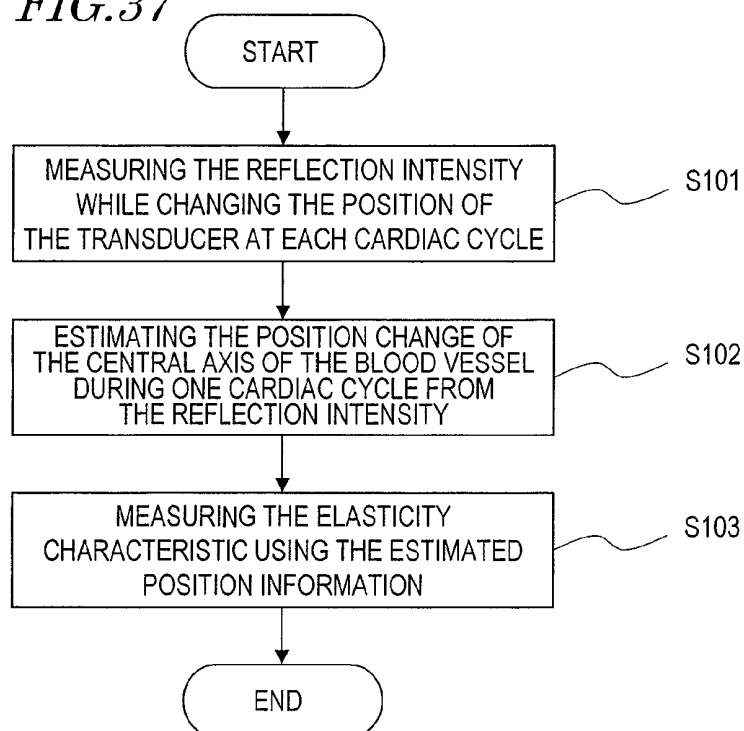 FIG.37
START
MEASURING THE REFLECTION INTENSITY
WHILE CHANGING THE POSITION OF
THE TRANSDUCER AT EACH CARDIAC CYCLE
S101
ESTIMATING THE POSITION CHANGE OF
THE CENTRAL AXIS OF THE BLOOD VESSEL
DURING ONE CARDIAC CYCLE FROM
THE REFLECTION INTENSITY
S102
MEASURING THE ELASTICITY
CHARACTERISTIC USING THE ESTIMATED
POSITION INFORMATION
S103
END